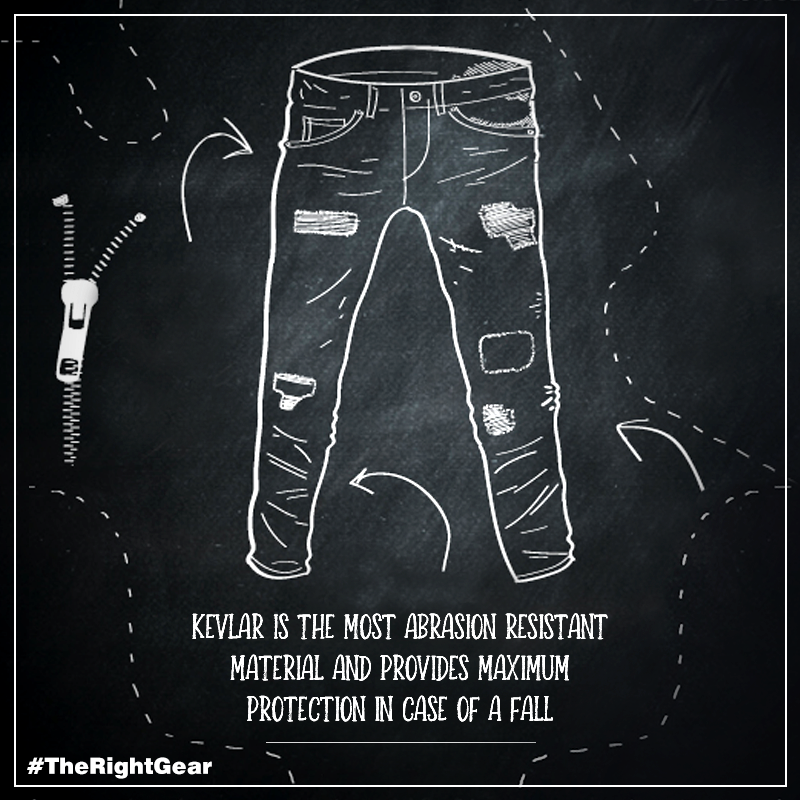 KEVLAR IS THE MOST ABRASION RESISTANT
MATERIAL AND PROVIDES MAXIMUM
PROTECTION IN CASE OF A FALL
#TheRightGear